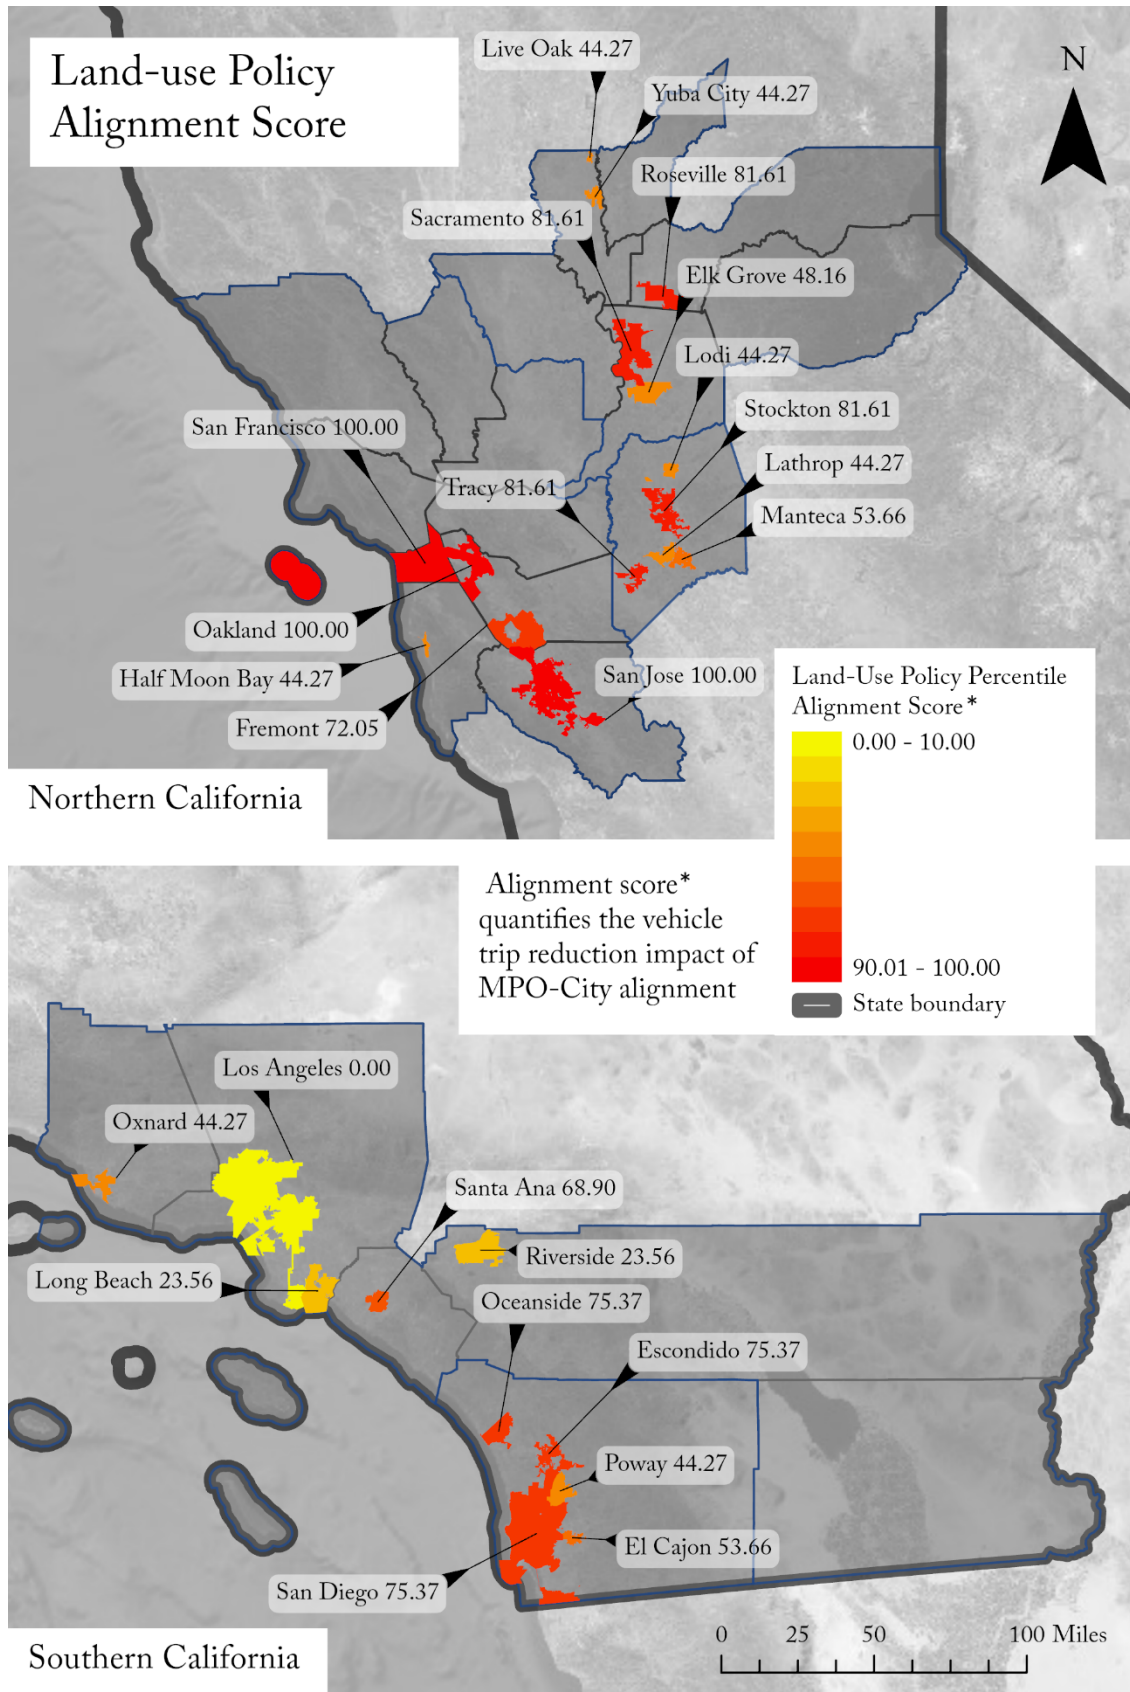 Land-use Policy
Alignment Score
N
Live Oak 44.27
Yuba City 44.27
Roseville 81.61
Sacramento 81.61
Elk Grove 48.16
Lodi 44.27
Stockton 81.61
San Francisco 100.00
Lathrop 44.27
Tracy 81.61
Manteca 53.66
Oakland 100.00
Half Moon Bay 44.27
San Jose 100.00
Fremont 72.05
Northern California
Land-Use Policy Percentile
Alignment Score*
0.00 - 10.00
90.01 - 100.00
State boundary
Alignment score*
quantifies the vehicle
trip reduction impact of
MPO-City alignment
Los Angeles 0.00
Oxnard 44.27
Santa Ana 68.90
Riverside 23.56
Long Beach 23.56
Oceanside 75.37
Escondido 75.37
Poway 44.27
El Cajon 53.66
San Diego 75.37
Southern California
0 25 50 100 Miles